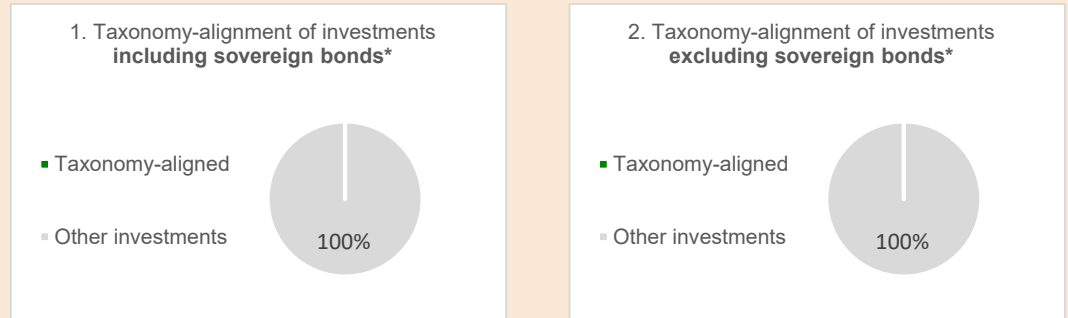 1. Taxonomy-alignment of investments
including sovereign bonds*
Taxonomy-aligned
Other investments
100%
2. Taxonomy-alignment of investments
excluding sovereign bonds*
Taxonomy-aligned
Other investments
100%